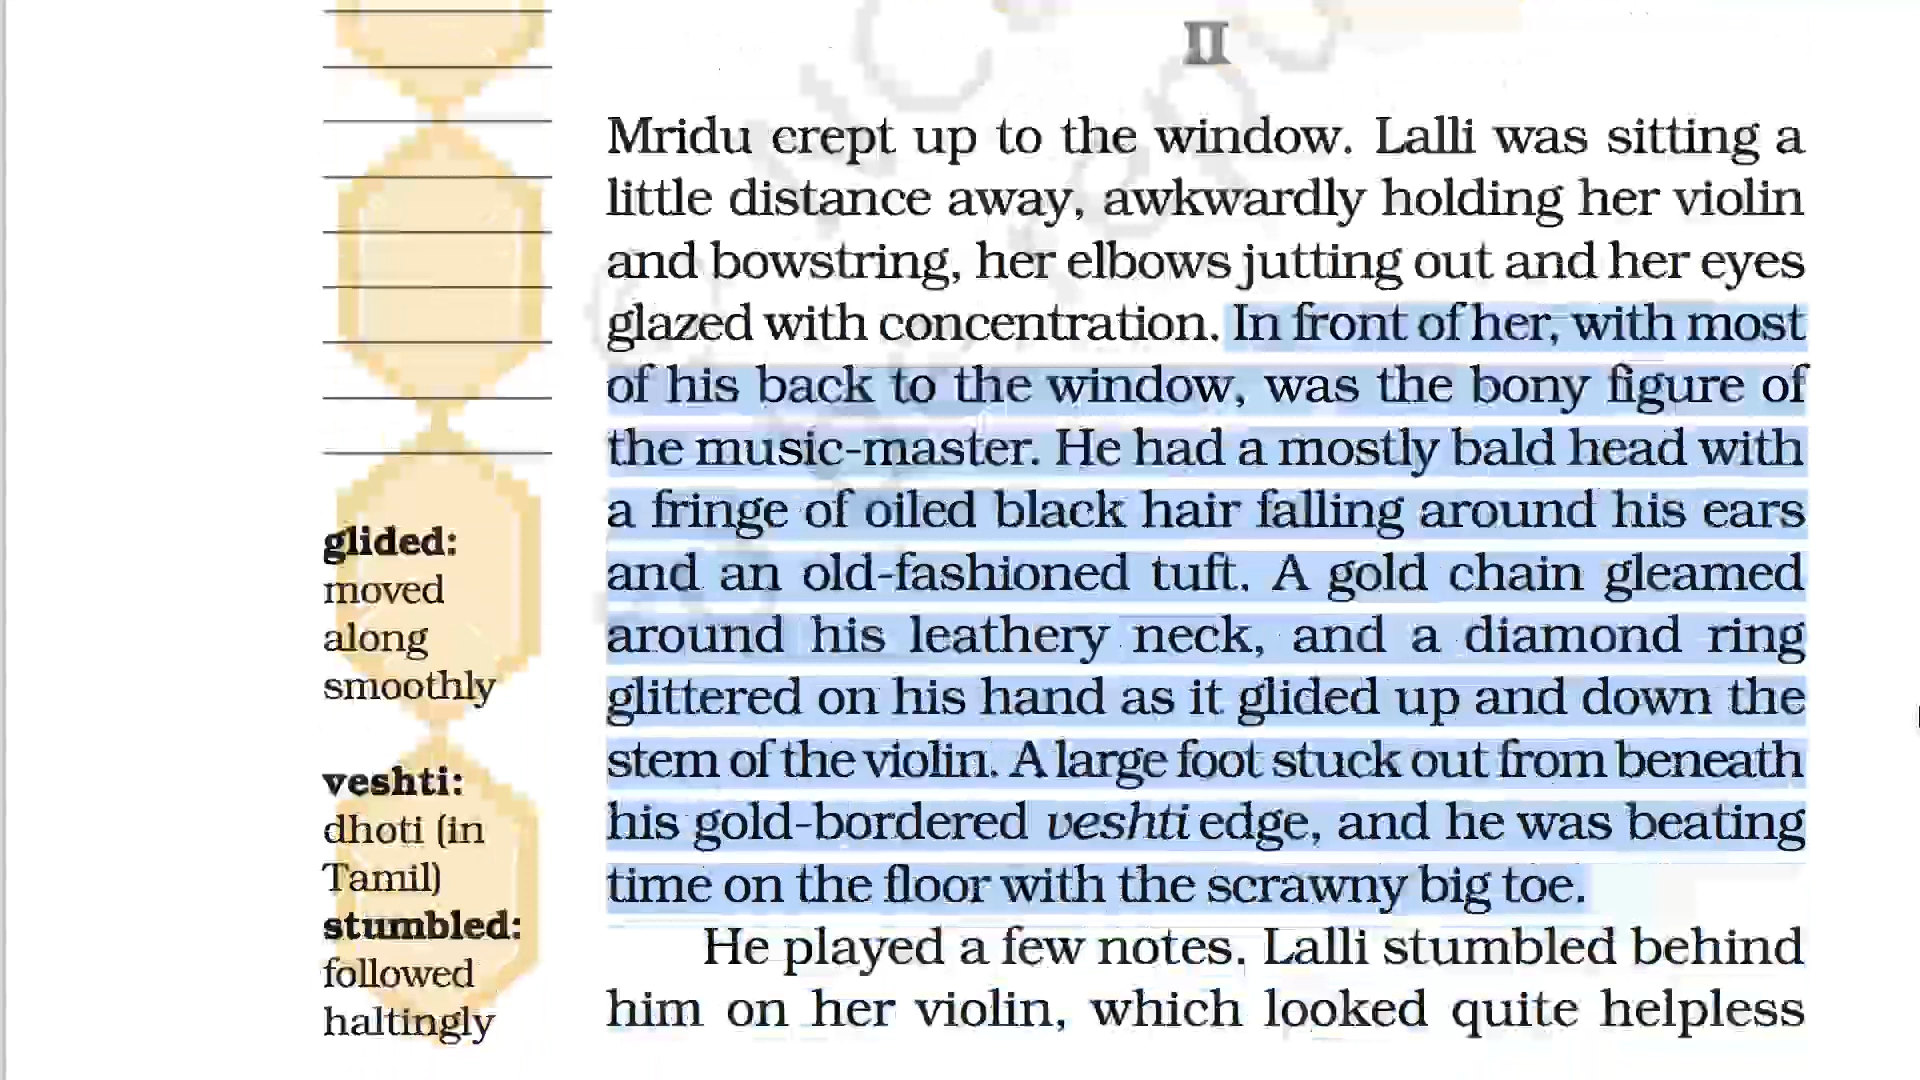 II
Mridu crept up to the window. Lalli was sitting a
little distance away, awkwardly holding her violin
and bowstring, her elbows jutting out and her eyes
glazed with concentration. In front of her, with most
of his back to the window, was the bony figure of
the music-master. He had a mostly bald head with
a fringe of oiled black hair falling around his ears
and an old-fashioned tuft. A gold chain gleamed
around his leathery neck, and a diamond ring
glittered on his hand as it glided up and down the
stem of the violin. A large foot stuck out from beneath
his gold-bordered veshti edge, and he was beating
time on the floor with the scrawny big toe.
He played a few notes. Lalli stumbled behind
him on her violin, which looked quite helpless
glided:
moved
along
smoothly
veshti:
dhoti (in
Tamil)
stumbled:
followed
haltingly